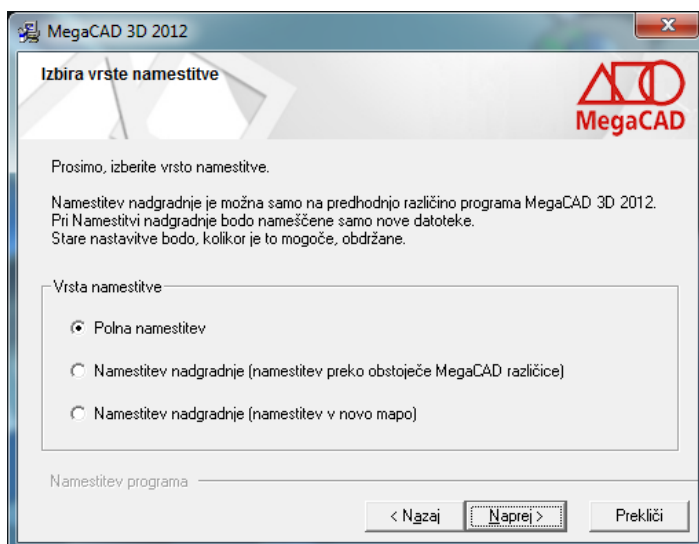 MegaCAD 3D 2012
Izbira vrste namestitve
MegaCAD
Prosimo, izberite vrsto namestitve.
Namestitev nadgradnje je možna samo na predhodnjo različino programa MegaCAD 3D 2012.
Pri Namestitvi nadgradnje bodo nameščene samo nove datoteke.
Stare nastavitve bodo, kolikor je to mogoče, obdržane.
Vrsta namestitve
Polna namestitev
Namestitev nadgradnje (namestitev preko obstoječe MegaCAD različice)
Namestitev nadgradnje (namestitev v novo mapo)
Namestitev programa
< Nazaj Naprej > Prekliči